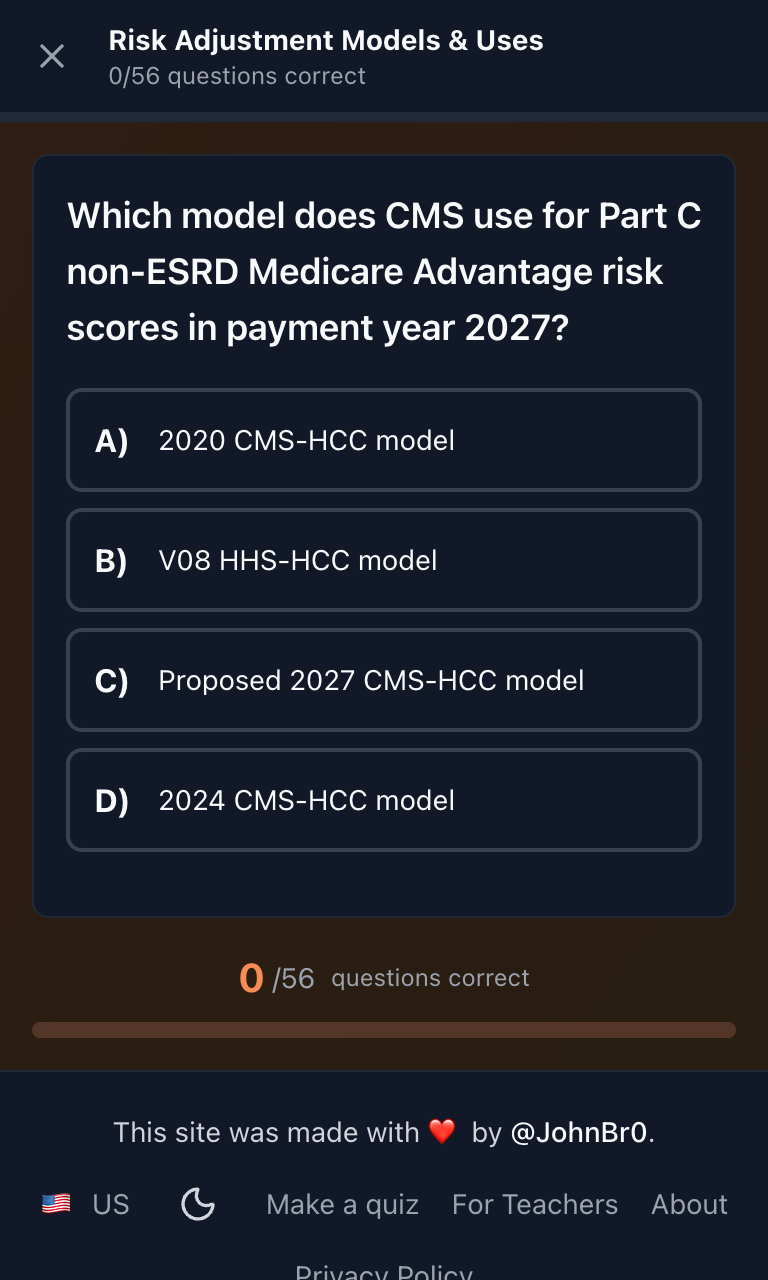 Risk Adjustment Models & Uses
0/56 questions correct
Which model does CMS use for Part C
non-ESRD Medicare Advantage risk
scores in payment year 2027?
A) 2020 CMS-HCC model
B) V08 HHS-HCC model
C) Proposed 2027 CMS-HCC model
D) 2024 CMS-HCC model
0 /56 questions correct
This site was made with ❤️ by @JohnBr0.
🇺🇸 US Make a quiz For Teachers About
Privacy Policy